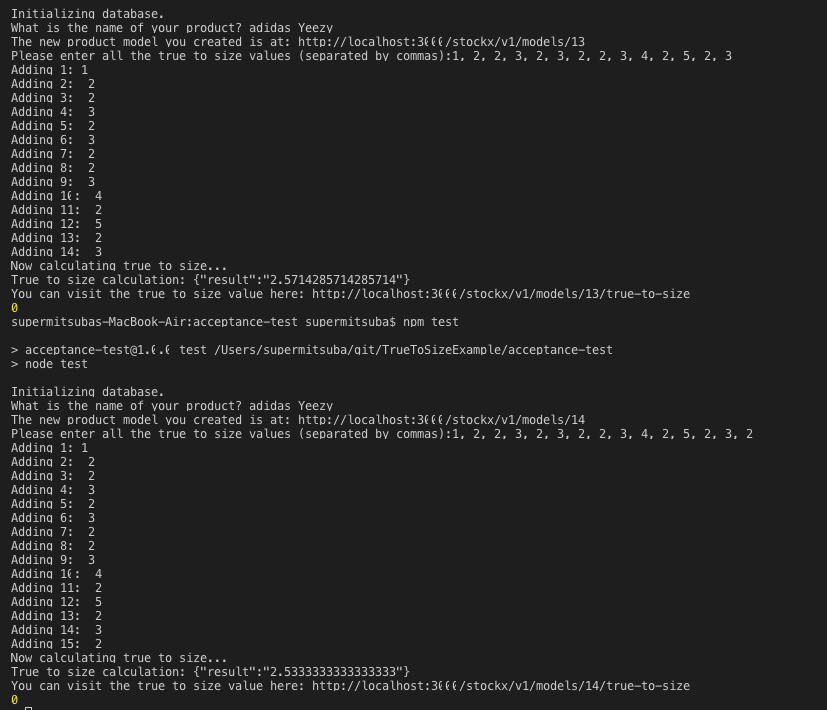 Initializing database.
What is the name of your product? adidas Yeezy
The new product model you created is at: http://localhost:3000/stockx/v1/models/13
Please enter all the true to size values (separated by commas):1, 2, 2, 3, 2, 3, 2, 2, 3, 4, 2, 5, 2, 3
Adding 1: 1
Adding 2:  2
Adding 3:  2
Adding 4:  3
Adding 5:  2
Adding 6:  3
Adding 7:  2
Adding 8:  2
Adding 9:  3
Adding 10:  4
Adding 11:  2
Adding 12:  5
Adding 13:  2
Adding 14:  3
Now calculating true to size...
True to size calculation: {"result":"2.5714285714285714"}
You can visit the true to size value here: http://localhost:3000/stockx/v1/models/13/true-to-size
0
supermitsubas-MacBook-Air:acceptance-test supermitsuba$ npm test
> acceptance-test@1.0.0 test /Users/supermitsuba/git/TrueToSizeExample/acceptance-test
> node test
Initializing database.
What is the name of your product? adidas Yeezy
The new product model you created is at: http://localhost:3000/stockx/v1/models/14
Please enter all the true to size values (separated by commas):1, 2, 2, 3, 2, 3, 2, 2, 3, 4, 2, 5, 2, 3, 2
Adding 1: 1
Adding 2:  2
Adding 3:  2
Adding 4:  3
Adding 5:  2
Adding 6:  3
Adding 7:  2
Adding 8:  2
Adding 9:  3
Adding 10:  4
Adding 11:  2
Adding 12:  5
Adding 13:  2
Adding 14:  3
Adding 15:  2
Now calculating true to size...
True to size calculation: {"result":"2.5333333333333333"}
You can visit the true to size value here: http://localhost:3000/stockx/v1/models/14/true-to-size
0